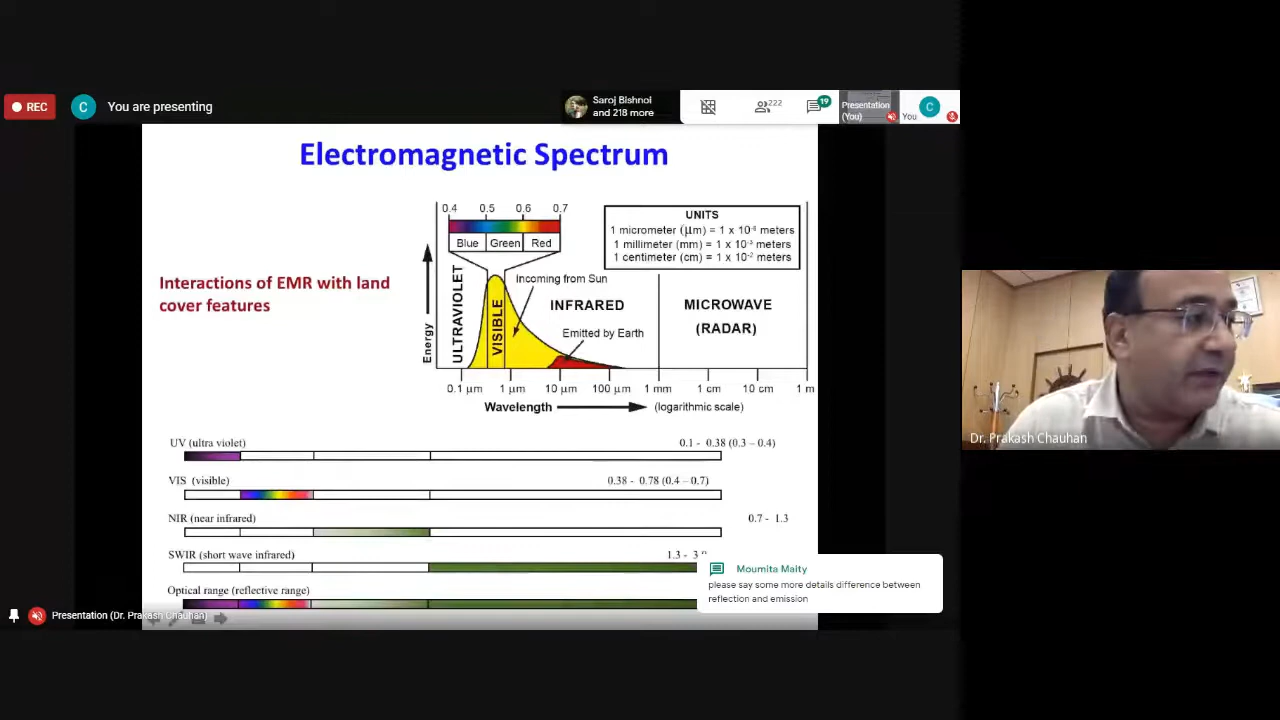 REC
C
You are presenting
Saroj Bishnoi
and 218 more
222
19
Presentation
(You)
You
C
Electromagnetic Spectrum
0.4 0.5 0.6 0.7
Blue Green Red
UNITS
1 micrometer (µm) = 1 x 10⁻⁶ meters
1 millimeter (mm) = 1 x 10⁻³ meters
1 centimeter (cm) = 1 x 10⁻² meters
Interactions of EMR with land
cover features
Energy
ULTRAVIOLET
VISIBLE
Incoming from Sun
INFRARED
Emitted by Earth
MICROWAVE
(RADAR)
0.1 µm 1 µm 10 µm 100 µm 1 mm 1 cm 10 cm 1 m
Wavelength (logarithmic scale)
UV (ultra violet) 0.1 - 0.38 (0.3 – 0.4)
VIS (visible) 0.38 - 0.78 (0.4 – 0.7)
NIR (near infrared) 0.7 - 1.3
SWIR (short wave infrared) 1.3 - 3
Optical range (reflective range)
Moumita Maity
please say some more details difference between
reflection and emission
Presentation (Dr. Prakash Chauhan)
Dr. Prakash Chauhan